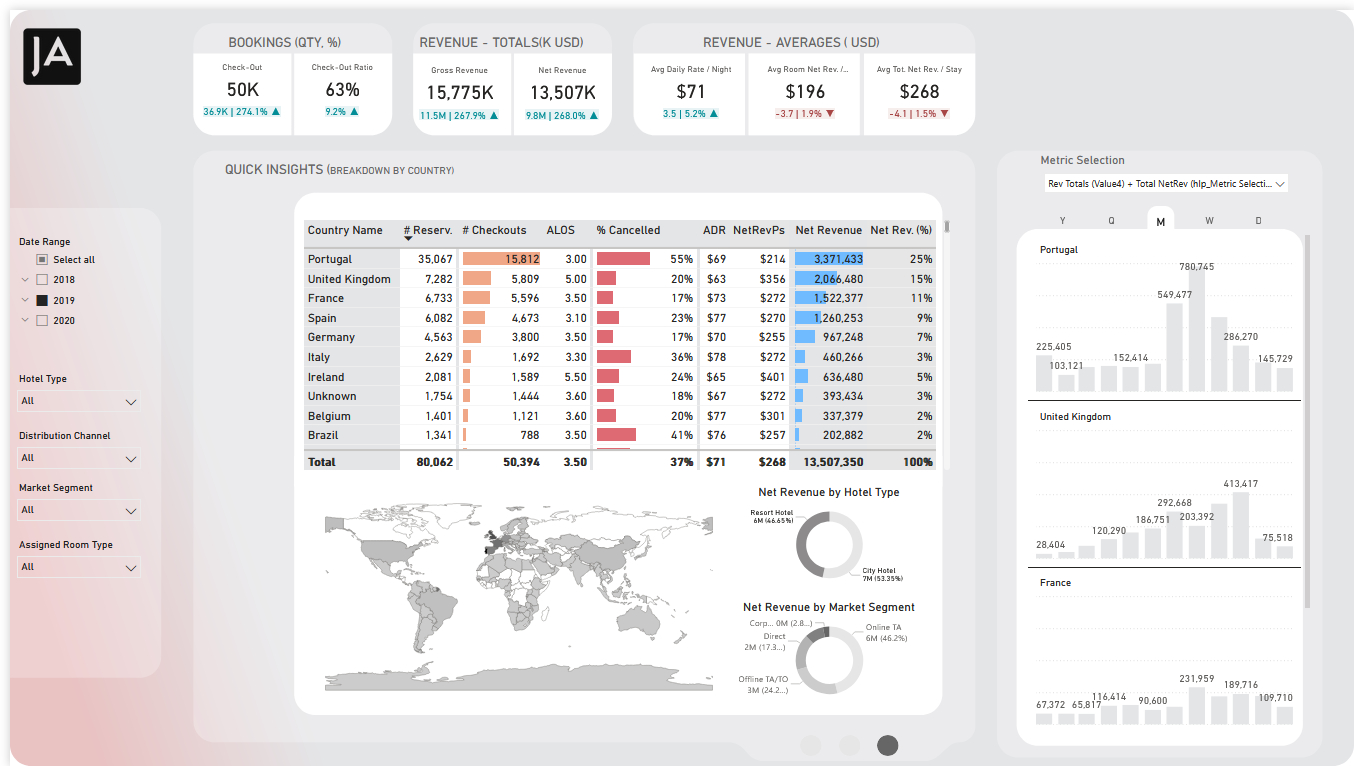 JA
BOOKINGS (QTY, %)
Check-Out
50K
36.9K | 274.1% ▲
Check-Out Ratio
63%
9.2% ▲
REVENUE - TOTALS(K USD)
Gross Revenue
15,775K
11.5M | 267.9% ▲
Net Revenue
13,507K
9.8M | 268.0% ▲
REVENUE - AVERAGES ( USD)
Avg Daily Rate / Night
$71
3.5 | 5.2% ▲
Avg Room Net Rev. /...
$196
-3.7 | 1.9% ▼
Avg Tot. Net Rev. / Stay
$268
-4.1 | 1.5% ▼
Date Range
Select all
2018
2019
2020
Hotel Type
All
Distribution Channel
All
Market Segment
All
Assigned Room Type
All
QUICK INSIGHTS (BREAKDOWN BY COUNTRY)
Country Name # Reserv. # Checkouts ALOS % Cancelled ADR NetRevPs Net Revenue Net Rev. (%)
Portugal 35,067 15,812 3.00 55% $69 $214 3,371,433 25%
United Kingdom 7,282 5,809 5.00 20% $63 $356 2,066,480 15%
France 6,733 5,596 3.50 17% $73 $272 1,522,377 11%
Spain 6,082 4,673 3.10 23% $77 $270 1,260,253 9%
Germany 4,563 3,800 3.50 17% $70 $255 967,248 7%
Italy 2,629 1,692 3.30 36% $78 $272 460,266 3%
Ireland 2,081 1,589 5.50 24% $65 $401 636,480 5%
Unknown 1,754 1,444 3.60 18% $67 $272 393,434 3%
Belgium 1,401 1,121 3.60 20% $77 $301 337,379 2%
Brazil 1,341 788 3.50 41% $76 $257 202,882 2%
Total 80,062 50,394 3.50 37% $71 $268 13,507,350 100%
Net Revenue by Hotel Type
Resort Hotel
6M (46.65%)
City Hotel
7M (53.35%)
Net Revenue by Market Segment
Corp... 0M (2.8...)
Direct
2M (17.3...)
Online TA
6M (46.2%)
Offline TA/TO
3M (24.2...)
Metric Selection
Rev Totals (Value4) + Total NetRev (hlp_Metric Selecti...
Y Q M W D
Portugal
225,405
103,121
152,414
549,477
780,745
286,270
145,729
United Kingdom
28,404
120,290
186,751
292,668
203,392
413,417
75,518
France
67,372
65,817
116,414
90,600
231,959
189,716
109,710